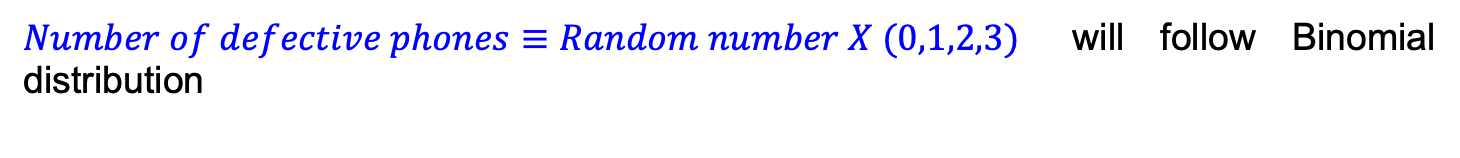 Number of defective phones ≡ Random number X (0,1,2,3) will follow Binomial
distribution